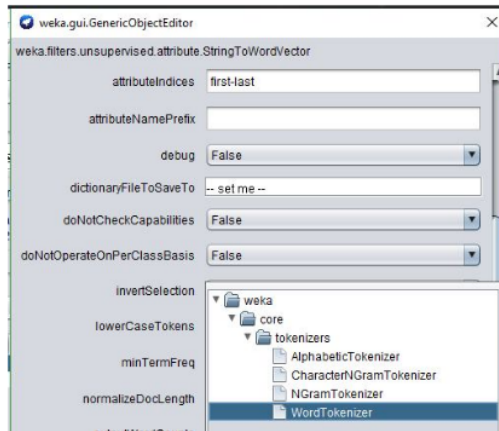 weka.gui.GenericObjectEditor
weka.filters.unsupervised.attribute.StringToWordVector
attributeIndices first-last
attributeNamePrefix
debug False
dictionaryFileToSaveTo -- set me --
doNotCheckCapabilities False
doNotOperateOnPerClassBasis False
invertSelection
weka
core
lowerCaseTokens
tokenizers
AlphabeticTokenizer
minTermFreq
CharacterNGramTokenizer
NGramTokenizer
normalizeDocLength
WordTokenizer